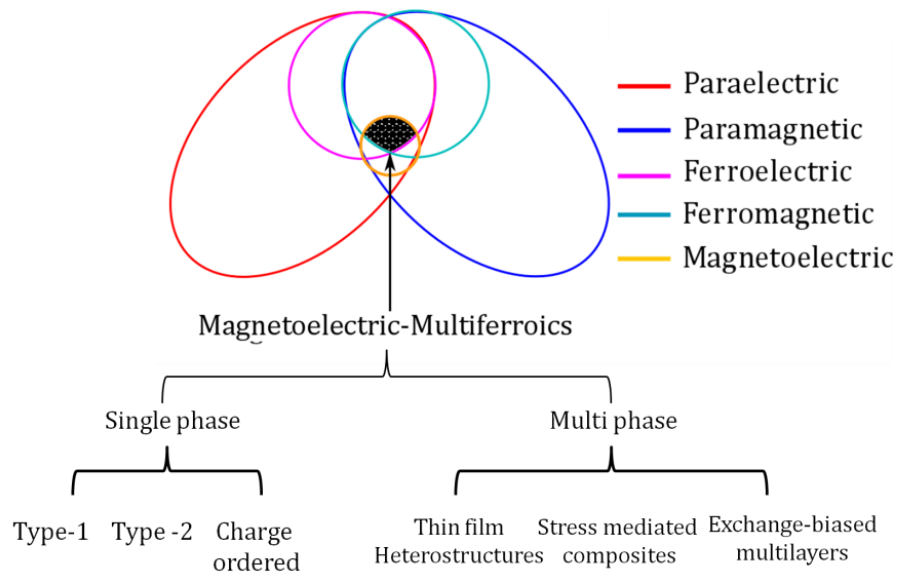 Paraelectric
Paramagnetic
Ferroelectric
Ferromagnetic
Magnetoelectric
Magnetoelectric-Multiferroics
Single phase
Multi phase
Type-1
Type -2
Charge
ordered
Thin film
Heterostructures
Stress mediated
composites
Exchange-biased
multilayers